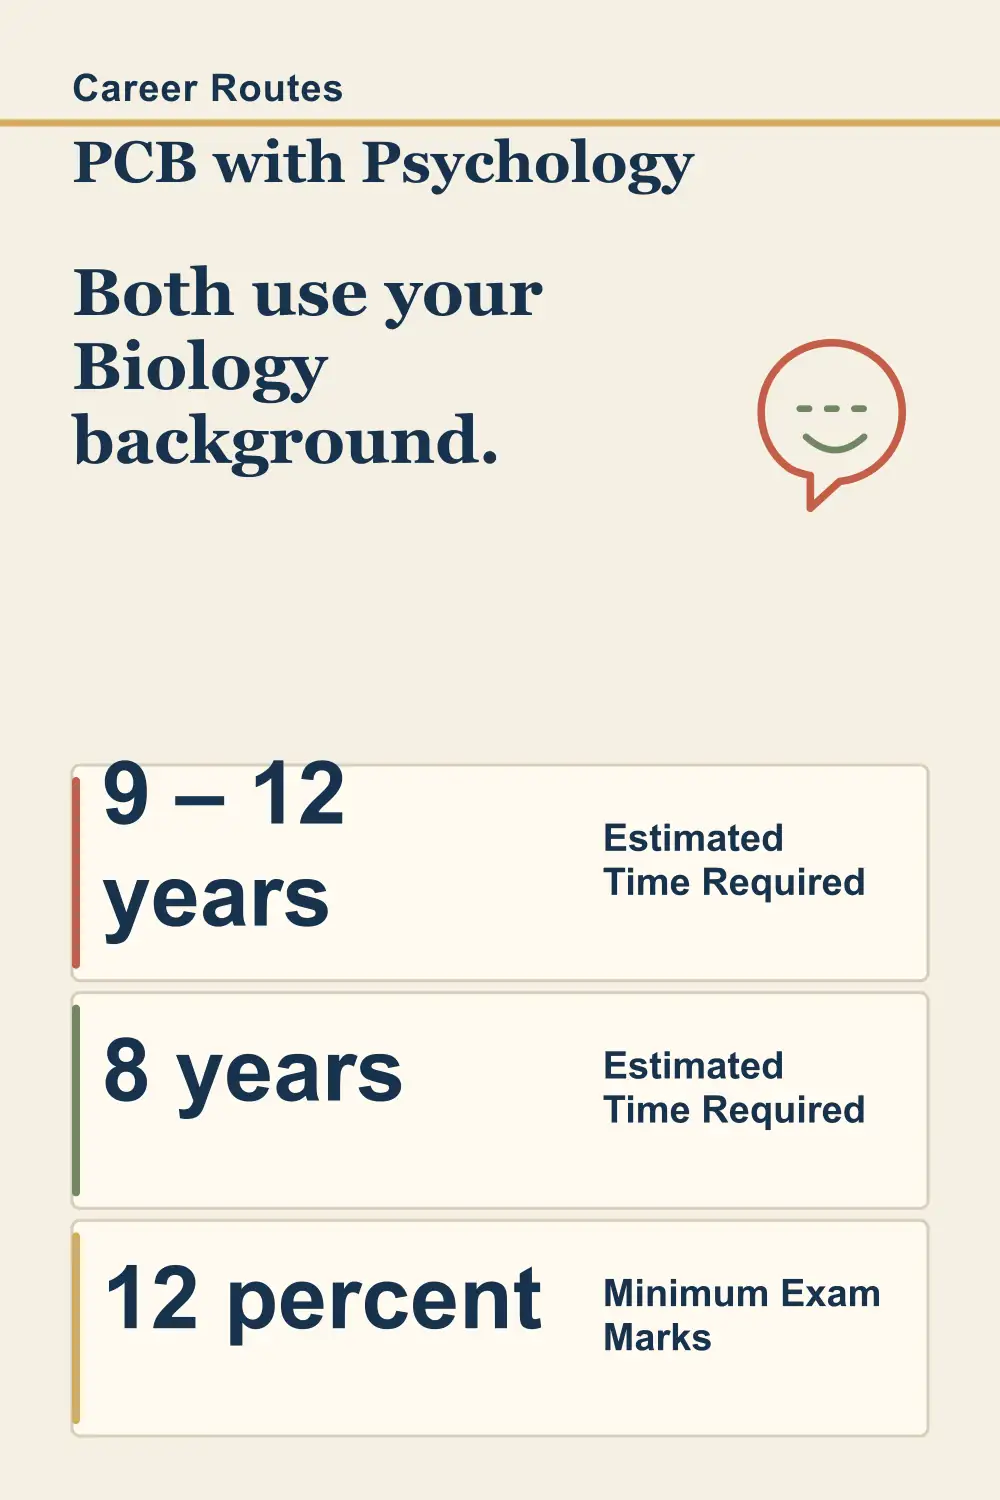 Career Routes
PCB with Psychology
Both use your
Biology
background.
9 – 12
years
Estimated
Time Required
8 years
Estimated
Time Required
12 percent
Minimum Exam
Marks